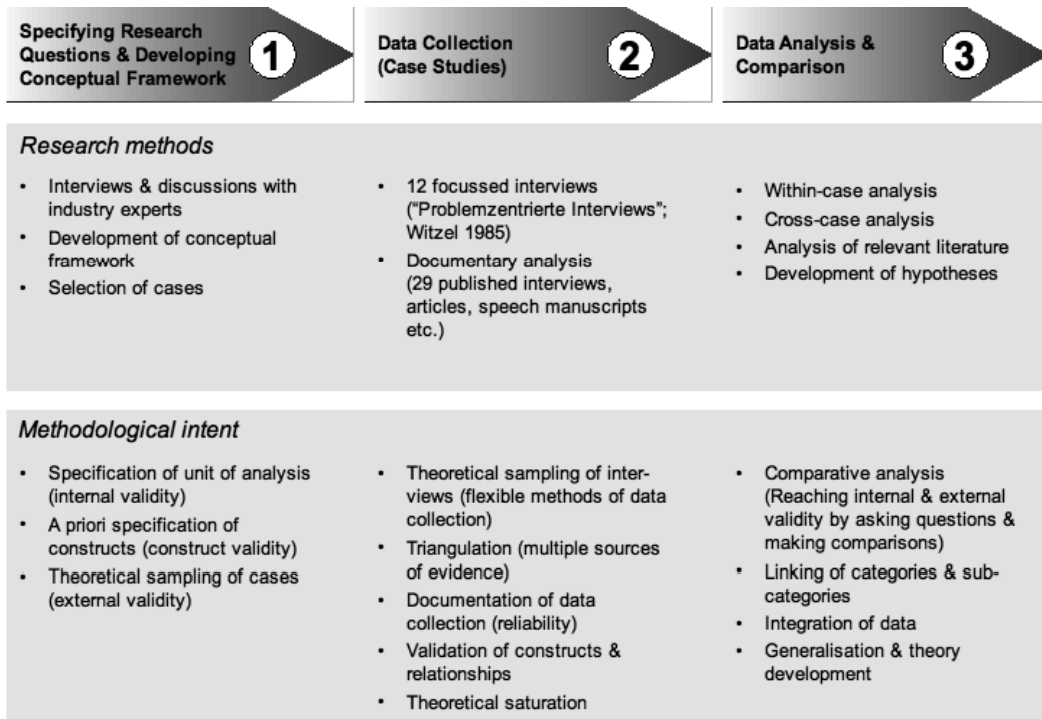 Specifying Research
Questions & Developing
Conceptual Framework
1
Data Collection
(Case Studies)
2
Data Analysis &
Comparison
3
Research methods
• Interviews & discussions with
industry experts
• Development of conceptual
framework
• Selection of cases
• 12 focussed interviews
("Problemzentrierte Interviews";
Witzel 1985)
• Documentary analysis
(29 published interviews,
articles, speech manuscripts
etc.)
• Within-case analysis
• Cross-case analysis
• Analysis of relevant literature
• Development of hypotheses
Methodological intent
• Specification of unit of analysis
(internal validity)
• A priori specification of
constructs (construct validity)
• Theoretical sampling of cases
(external validity)
• Theoretical sampling of inter-
views (flexible methods of data
collection)
• Triangulation (multiple sources
of evidence)
• Documentation of data
collection (reliability)
• Validation of constructs &
relationships
• Theoretical saturation
• Comparative analysis
(Reaching internal & external
validity by asking questions &
making comparisons)
• Linking of categories & sub-
categories
• Integration of data
• Generalisation & theory
development